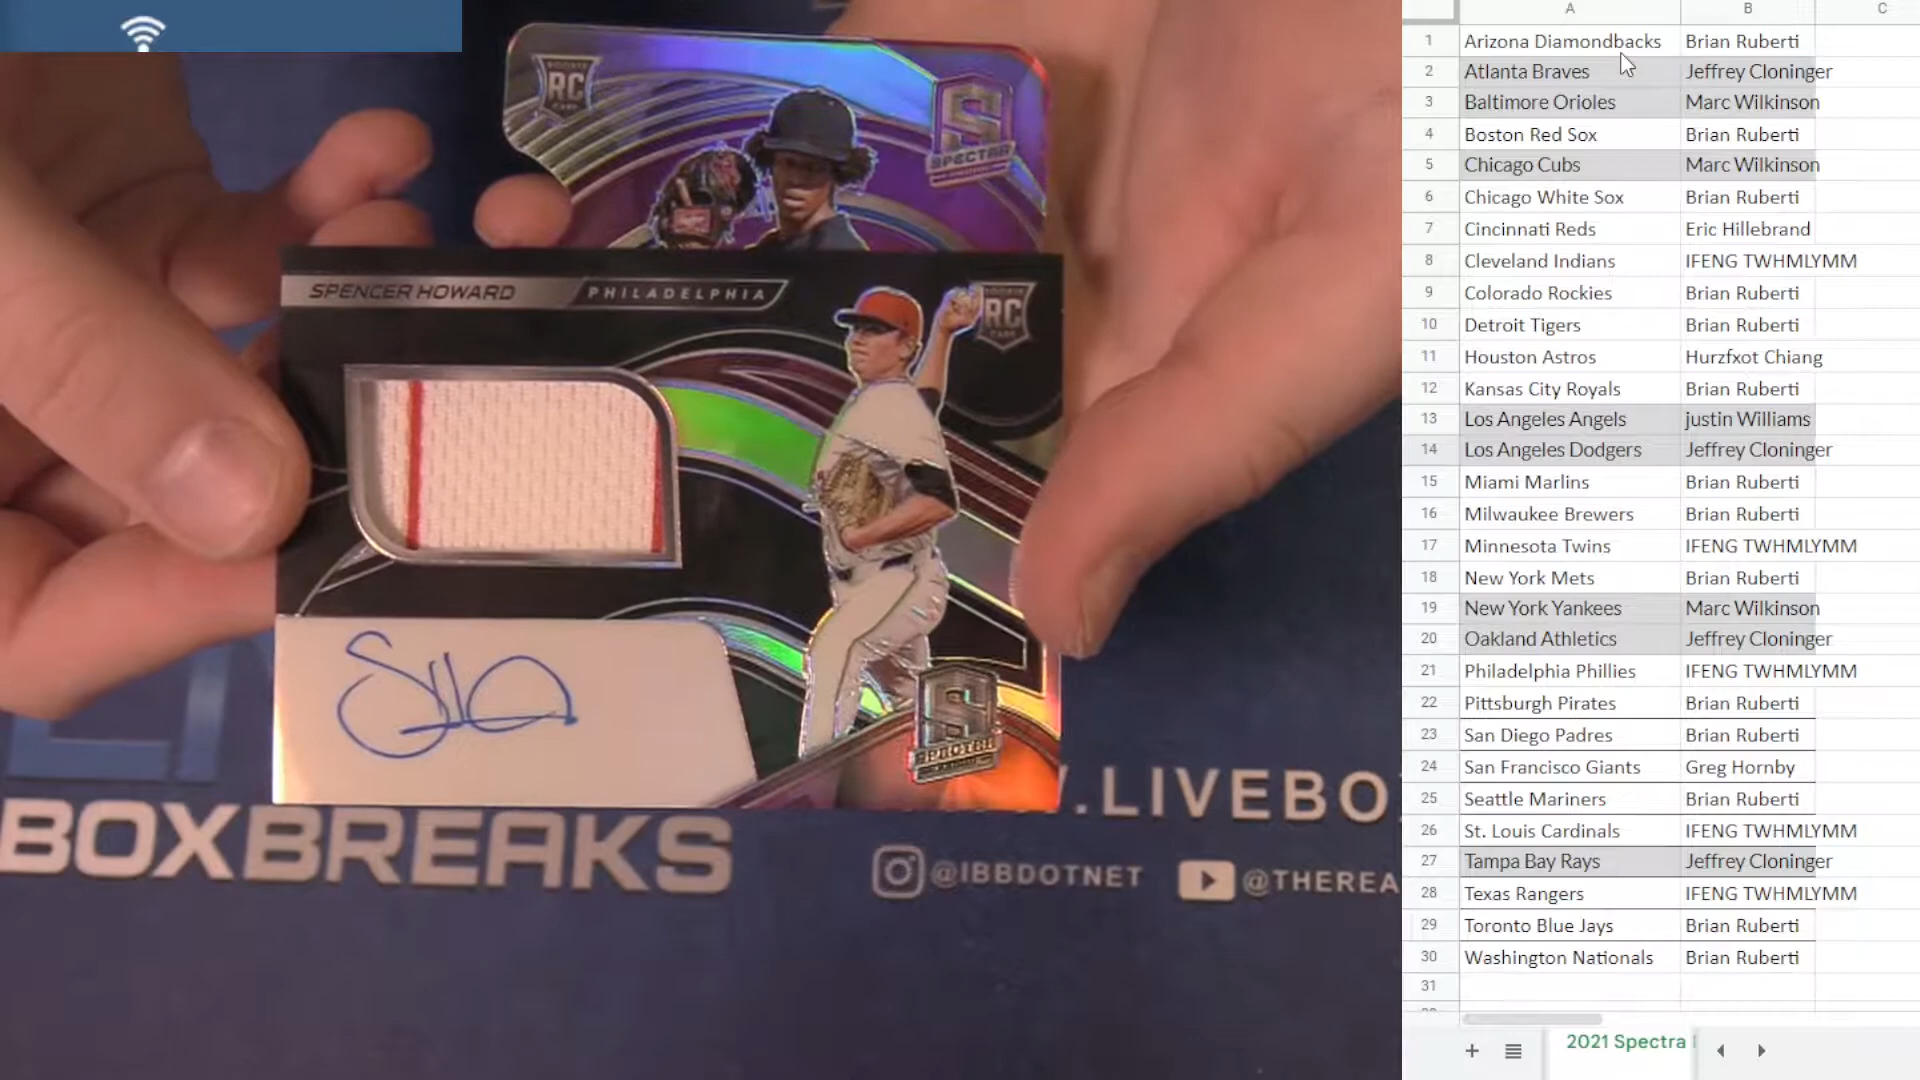 ROOKIE
RC
CARD
SPECTRA
SPENCER HOWARD PHILADELPHIA
ROOKIE
RC
CARD
SPECTRA
BOXBREAKS
.LIVEBO
@IBBDOTNET @THEREA
A B C
1 Arizona Diamondbacks Brian Ruberti
2 Atlanta Braves Jeffrey Cloninger
3 Baltimore Orioles Marc Wilkinson
4 Boston Red Sox Brian Ruberti
5 Chicago Cubs Marc Wilkinson
6 Chicago White Sox Brian Ruberti
7 Cincinnati Reds Eric Hillebrand
8 Cleveland Indians IFENG TWHMLYMM
9 Colorado Rockies Brian Ruberti
10 Detroit Tigers Brian Ruberti
11 Houston Astros Hurzfxot Chiang
12 Kansas City Royals Brian Ruberti
13 Los Angeles Angels justin Williams
14 Los Angeles Dodgers Jeffrey Cloninger
15 Miami Marlins Brian Ruberti
16 Milwaukee Brewers Brian Ruberti
17 Minnesota Twins IFENG TWHMLYMM
18 New York Mets Brian Ruberti
19 New York Yankees Marc Wilkinson
20 Oakland Athletics Jeffrey Cloninger
21 Philadelphia Phillies IFENG TWHMLYMM
22 Pittsburgh Pirates Brian Ruberti
23 San Diego Padres Brian Ruberti
24 San Francisco Giants Greg Hornby
25 Seattle Mariners Brian Ruberti
26 St. Louis Cardinals IFENG TWHMLYMM
27 Tampa Bay Rays Jeffrey Cloninger
28 Texas Rangers IFENG TWHMLYMM
29 Toronto Blue Jays Brian Ruberti
30 Washington Nationals Brian Ruberti
31
2021 Spectra